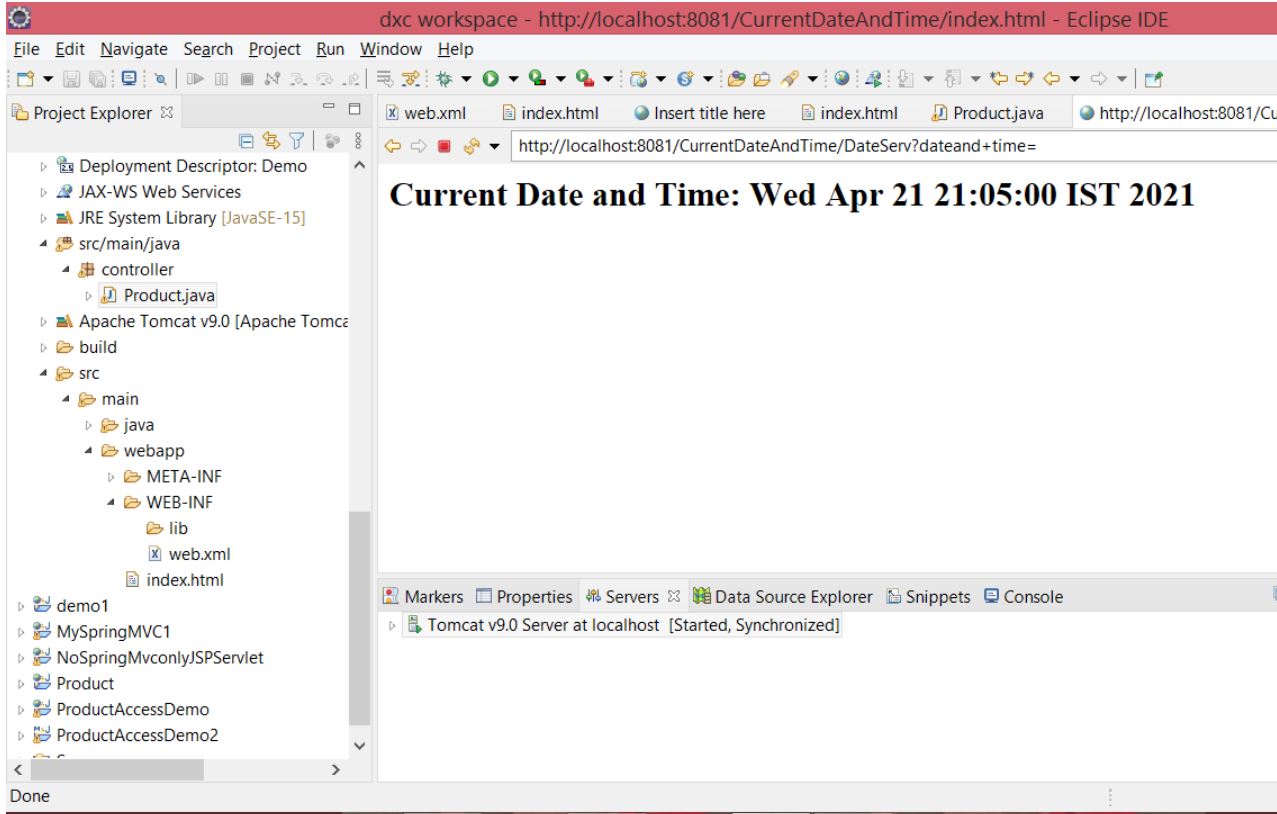 dxc workspace - http://localhost:8081/CurrentDateAndTime/index.html - Eclipse IDE
File Edit Navigate Search Project Run Window Help
Project Explorer
web.xml index.html Insert title here index.html Product.java http://localhost:8081/Cu
http://localhost:8081/CurrentDateAndTime/DateServ?dateand+time=
Deployment Descriptor: Demo
JAX-WS Web Services
JRE System Library [JavaSE-15]
src/main/java
controller
Product.java
Apache Tomcat v9.0 [Apache Tomca
build
src
main
java
webapp
META-INF
WEB-INF
lib
web.xml
index.html
demo1
MySpringMVC1
NoSpringMvconlyJSPServlet
Product
ProductAccessDemo
ProductAccessDemo2
Current Date and Time: Wed Apr 21 21:05:00 IST 2021
Markers Properties Servers Data Source Explorer Snippets Console
Tomcat v9.0 Server at localhost [Started, Synchronized]
Done